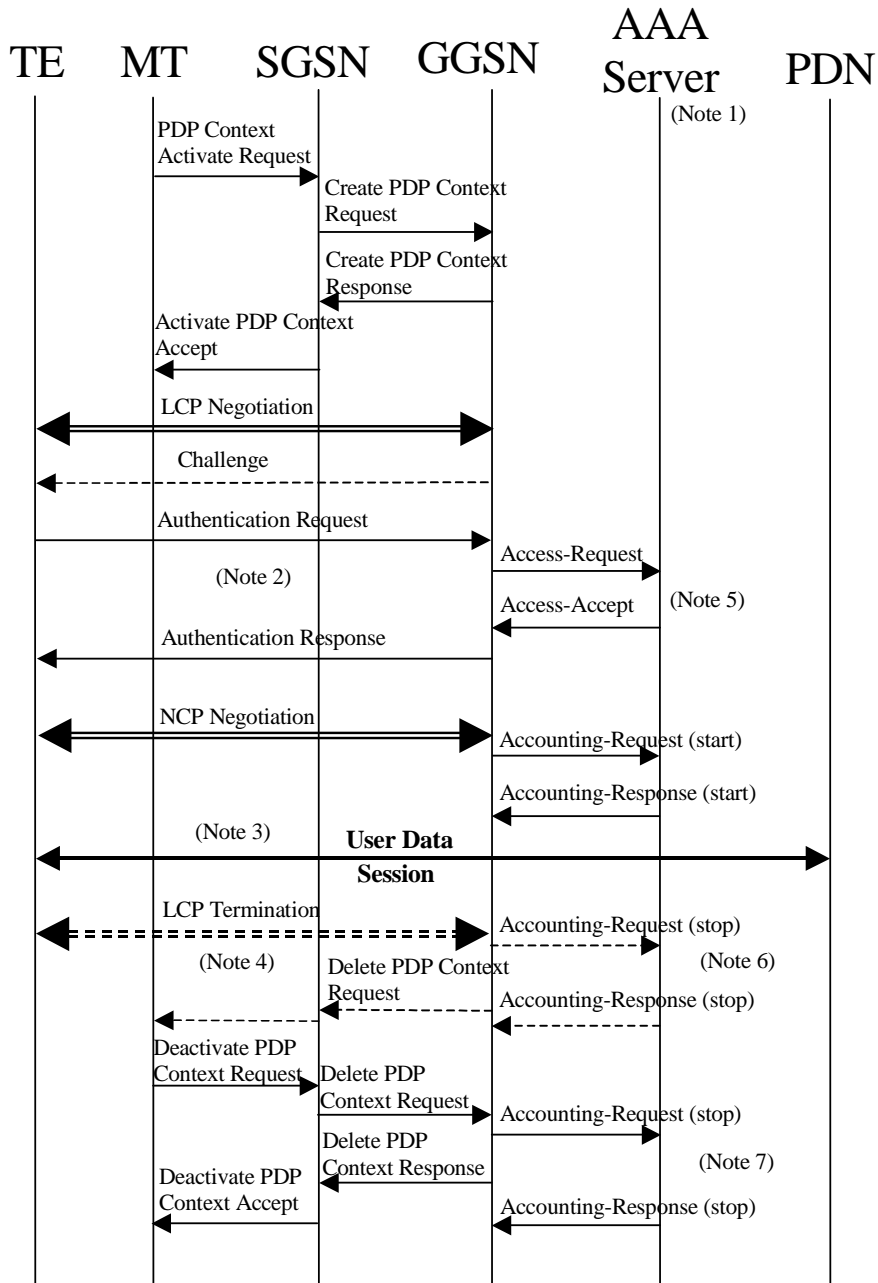 TE MT SGSN GGSN AAA Server PDN
(Note 1)
PDP Context
Activate Request
Create PDP Context
Request
Create PDP Context
Response
Activate PDP Context
Accept
LCP Negotiation
Challenge
Authentication Request
Access-Request
(Note 2)
(Note 5)
Access-Accept
Authentication Response
NCP Negotiation
Accounting-Request (start)
Accounting-Response (start)
(Note 3)
User Data
Session
LCP Termination
Accounting-Request (stop)
(Note 4)
(Note 6)
Delete PDP Context
Request
Accounting-Response (stop)
Deactivate PDP
Context Request
Delete PDP
Context Request
Accounting-Request (stop)
Delete PDP
Context Response
(Note 7)
Deactivate PDP
Context Accept
Accounting-Response (stop)